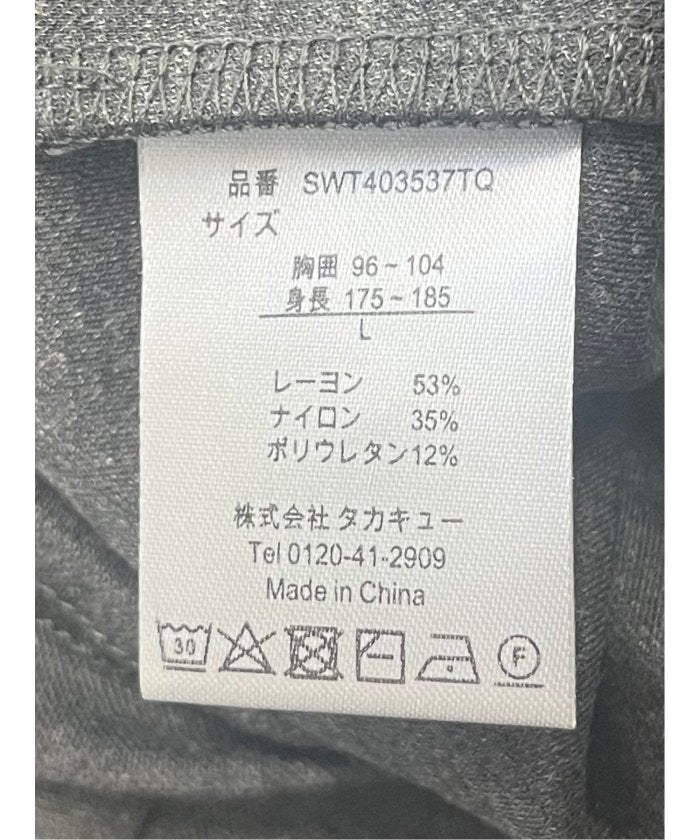 品番 SWT403537TQ
サイズ
胸囲 96~104
身長 175~185
L
レーヨン 53%
ナイロン 35%
ポリウレタン12%
株式会社 タカキュー
Tel 0120-41-2909
Made in China
30 F